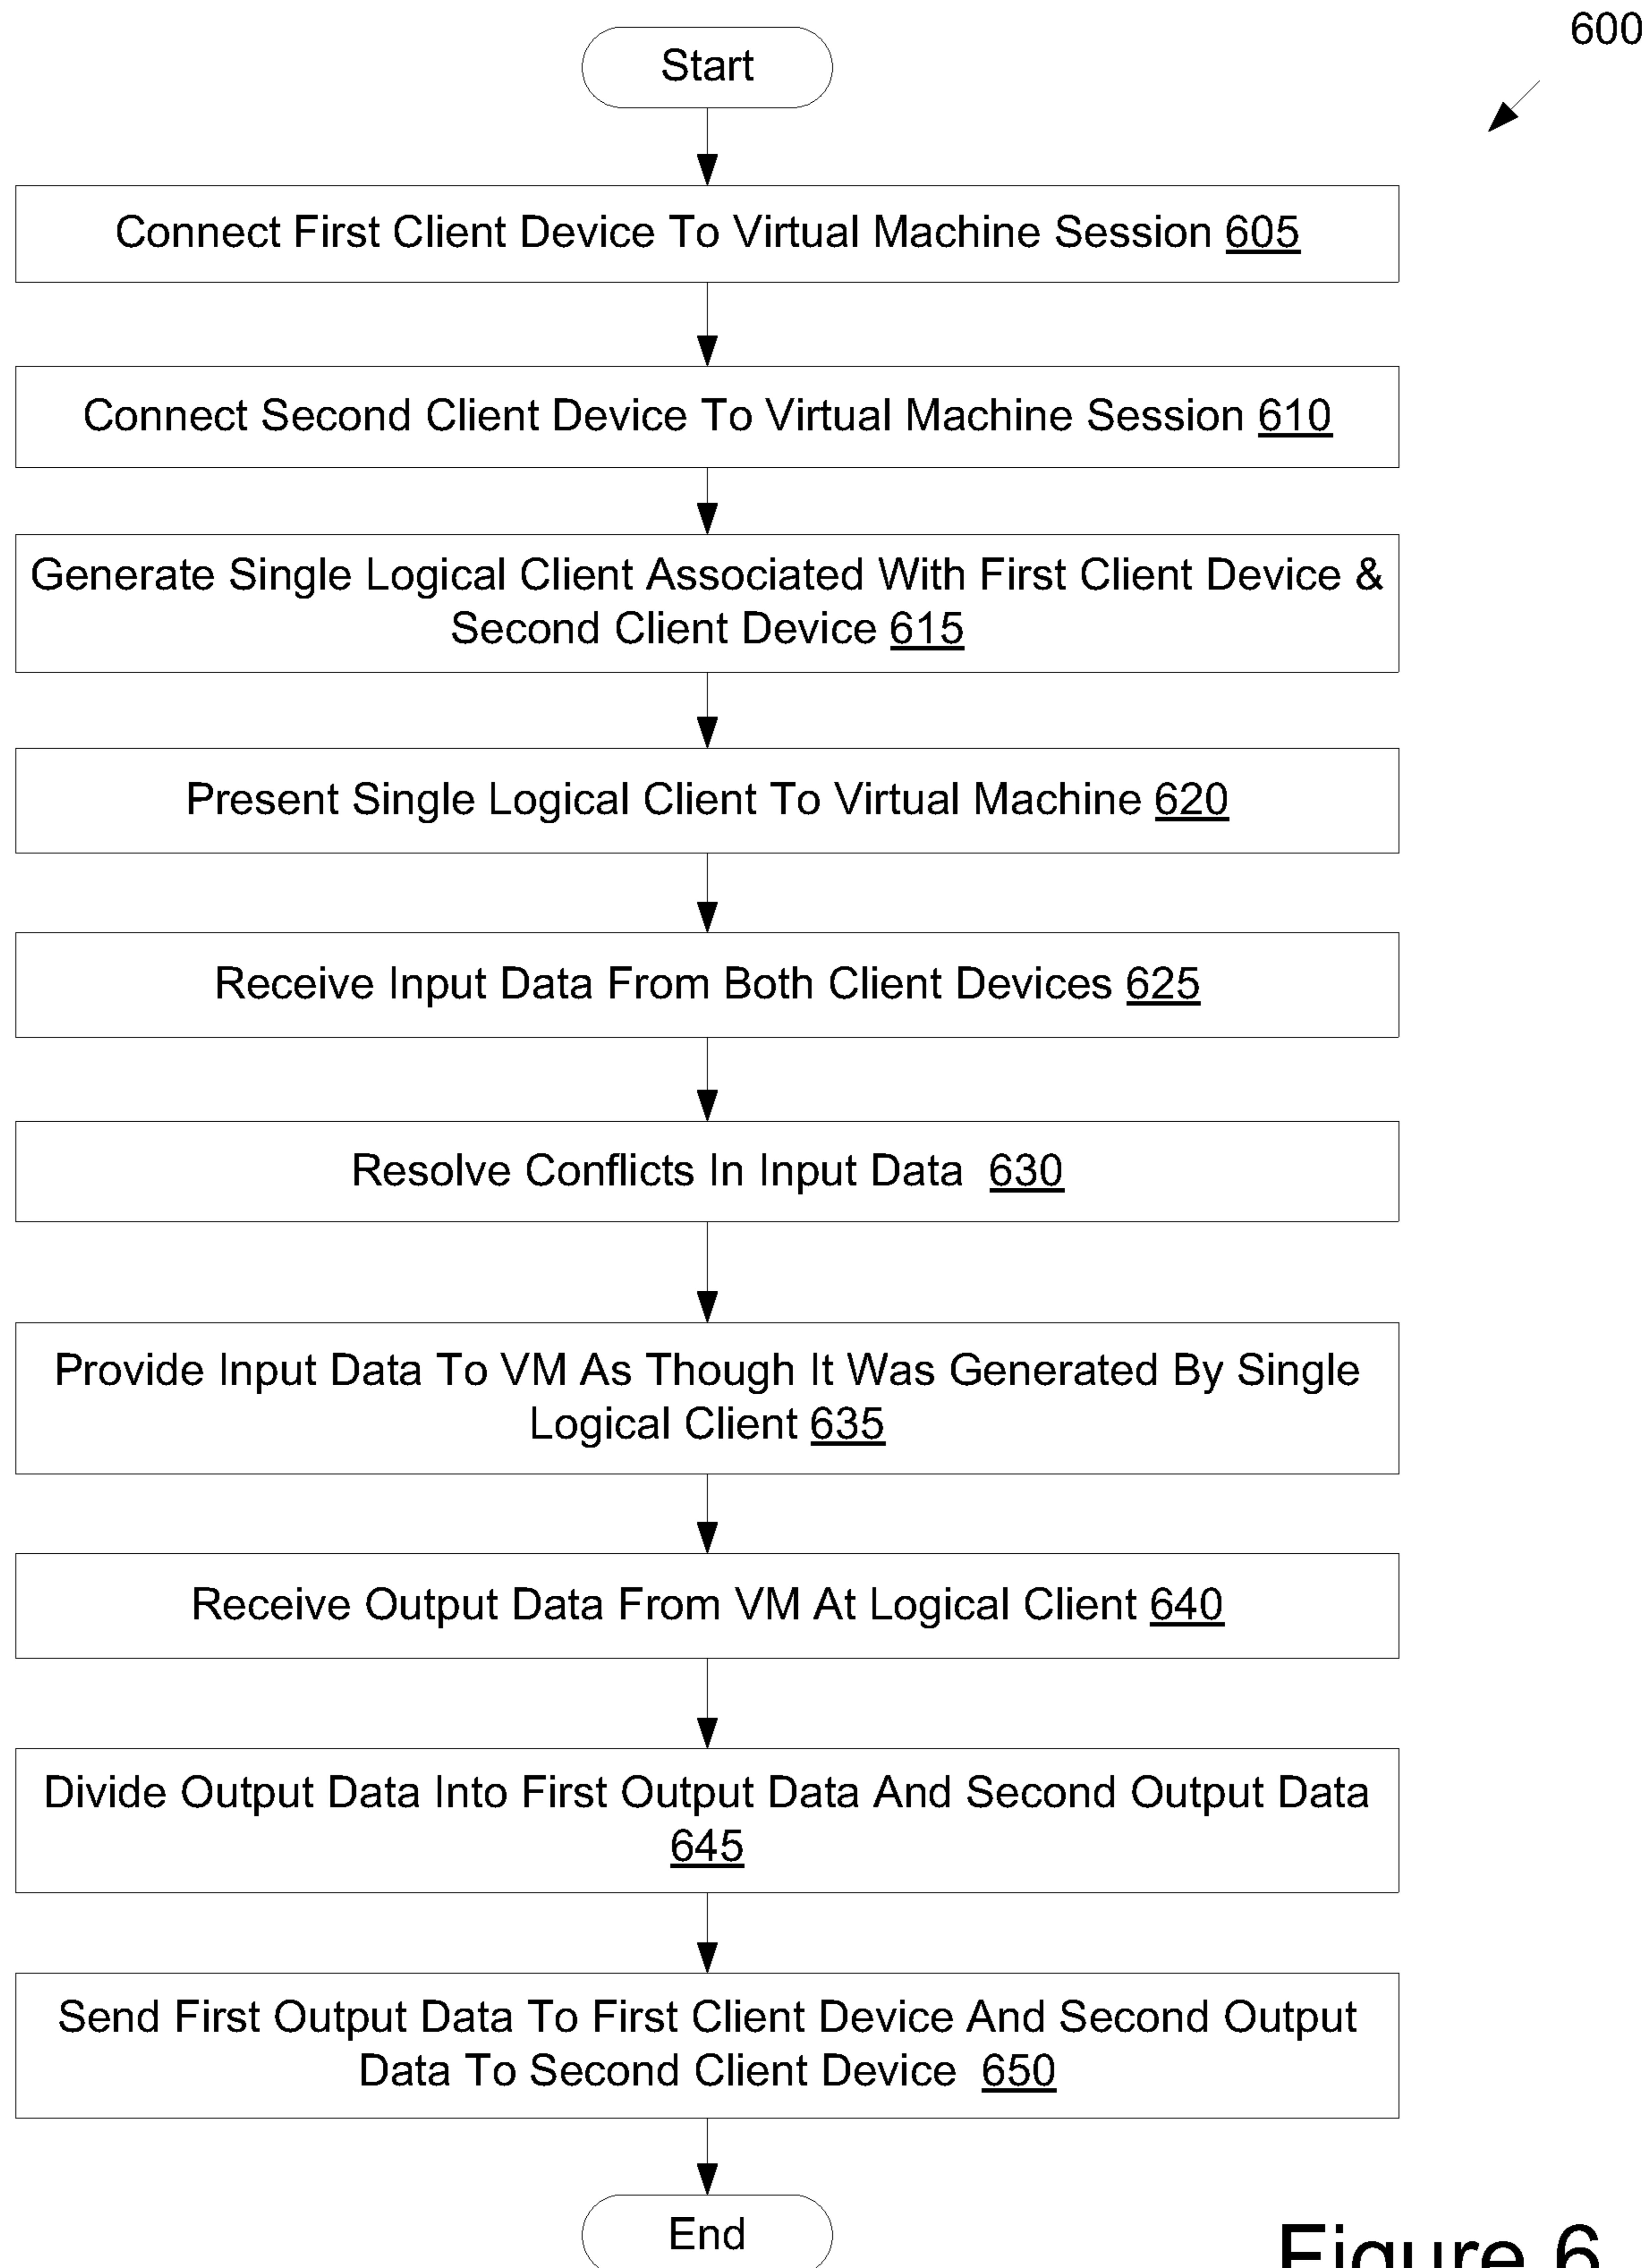 600
Start
Connect First Client Device To Virtual Machine Session 605
Connect Second Client Device To Virtual Machine Session 610
Generate Single Logical Client Associated With First Client Device &
Second Client Device 615
Present Single Logical Client To Virtual Machine 620
Receive Input Data From Both Client Devices 625
Resolve Conflicts In Input Data 630
Provide Input Data To VM As Though It Was Generated By Single
Logical Client 635
Receive Output Data From VM At Logical Client 640
Divide Output Data Into First Output Data And Second Output Data
645
Send First Output Data To First Client Device And Second Output
Data To Second Client Device 650
End
Figure 6